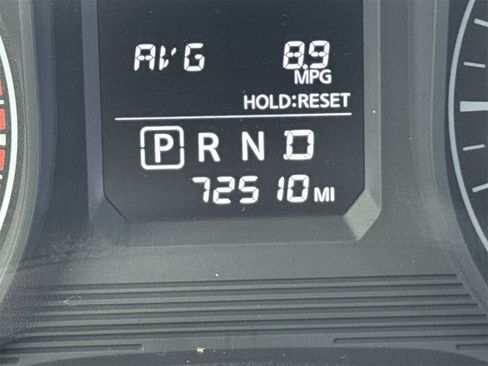 AVG 8.9
MPG
HOLD:RESET
P R N D
72510 MI